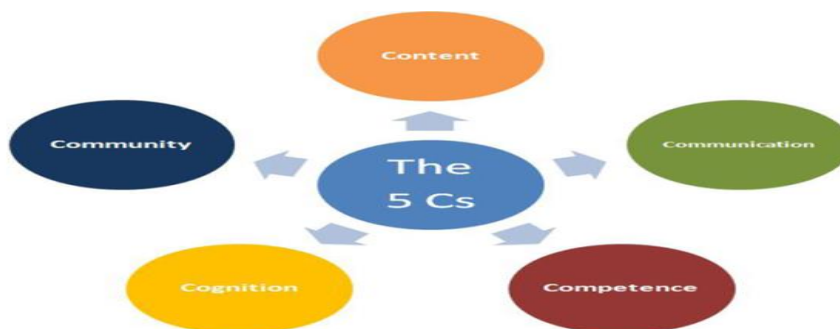 Content
Community
Communication
The
5 Cs
Cognition
Competence